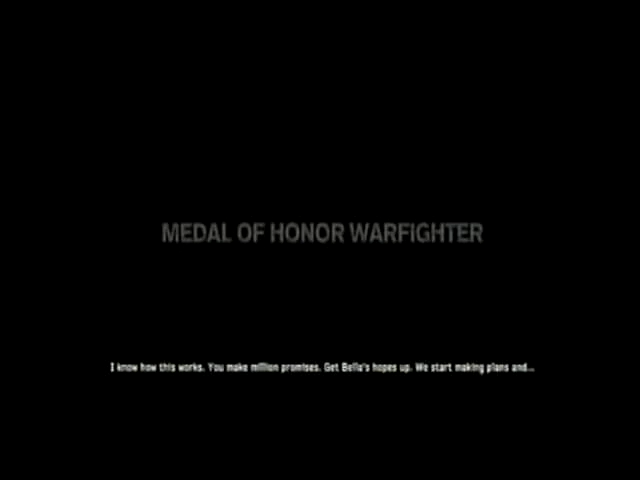 MEDAL OF HONOR WARFIGHTER
I know how this works. You make million promises. Get Bella's hopes up. We start making plans and...